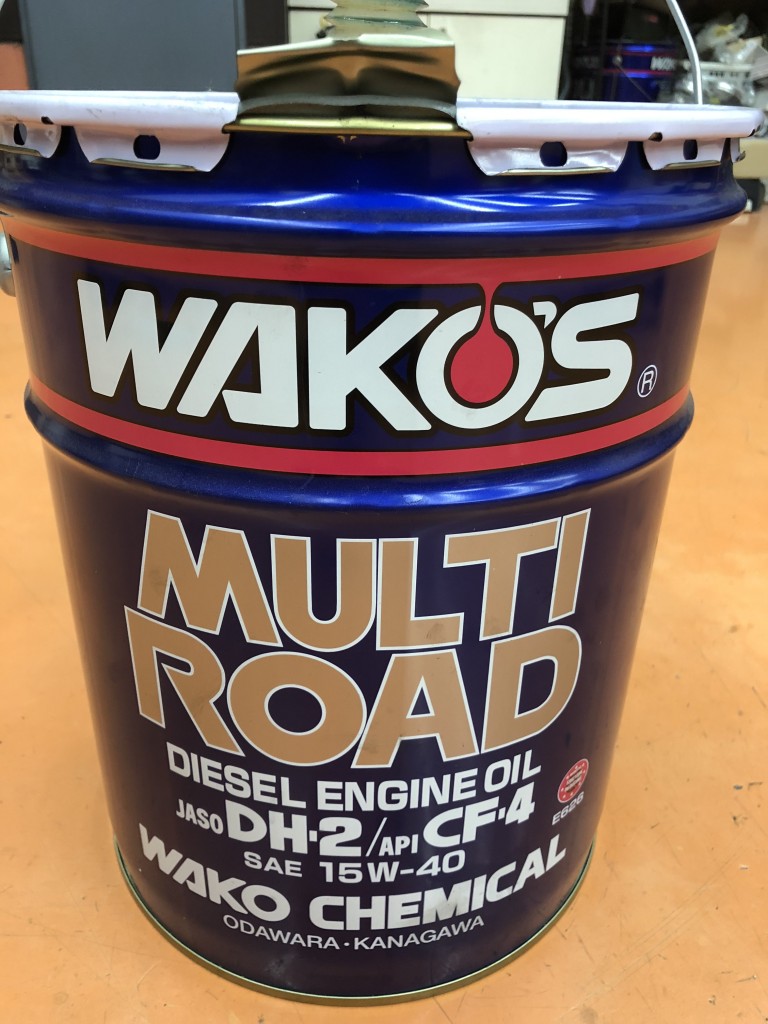 WAKO'S ®
MULTI
ROAD
DIESEL ENGINE OIL
JASO DH-2/API CF-4
E626
SAE 15W-40
WAKO CHEMICAL
ODAWARA・KANAGAWA